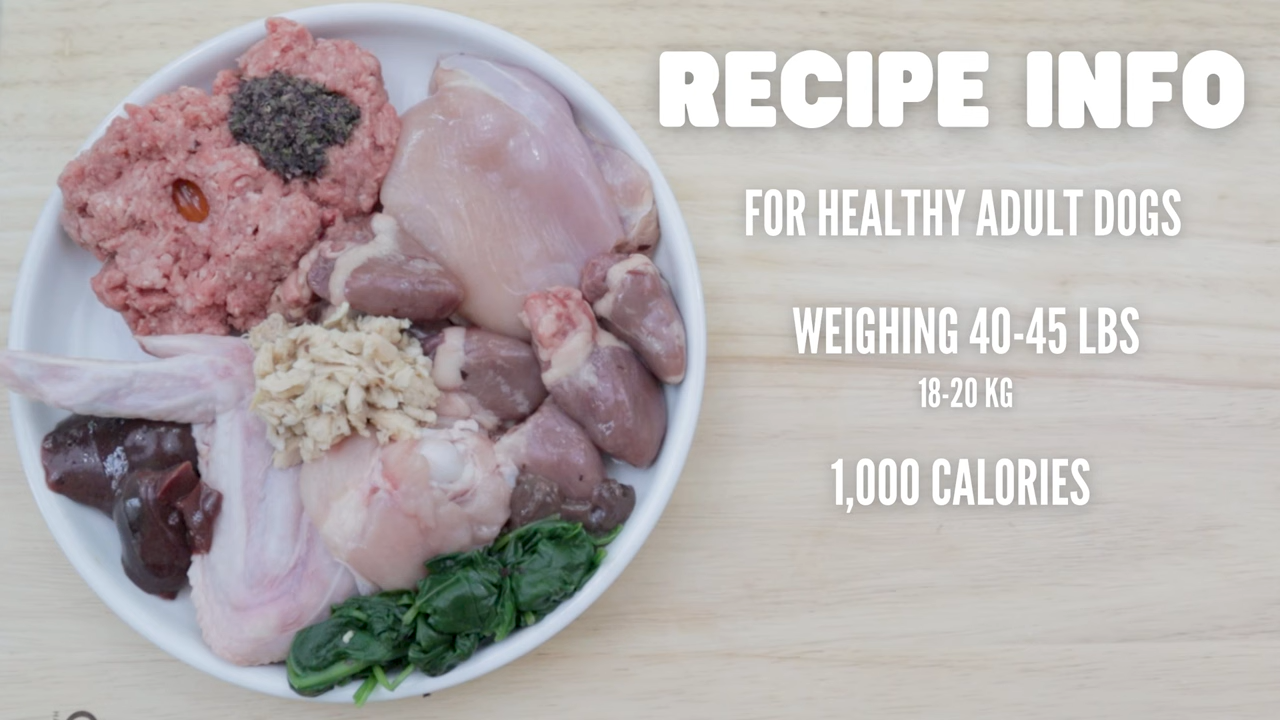 RECIPE INFO
FOR HEALTHY ADULT DOGS
WEIGHING 40-45 LBS
18-20 KG
1,000 CALORIES